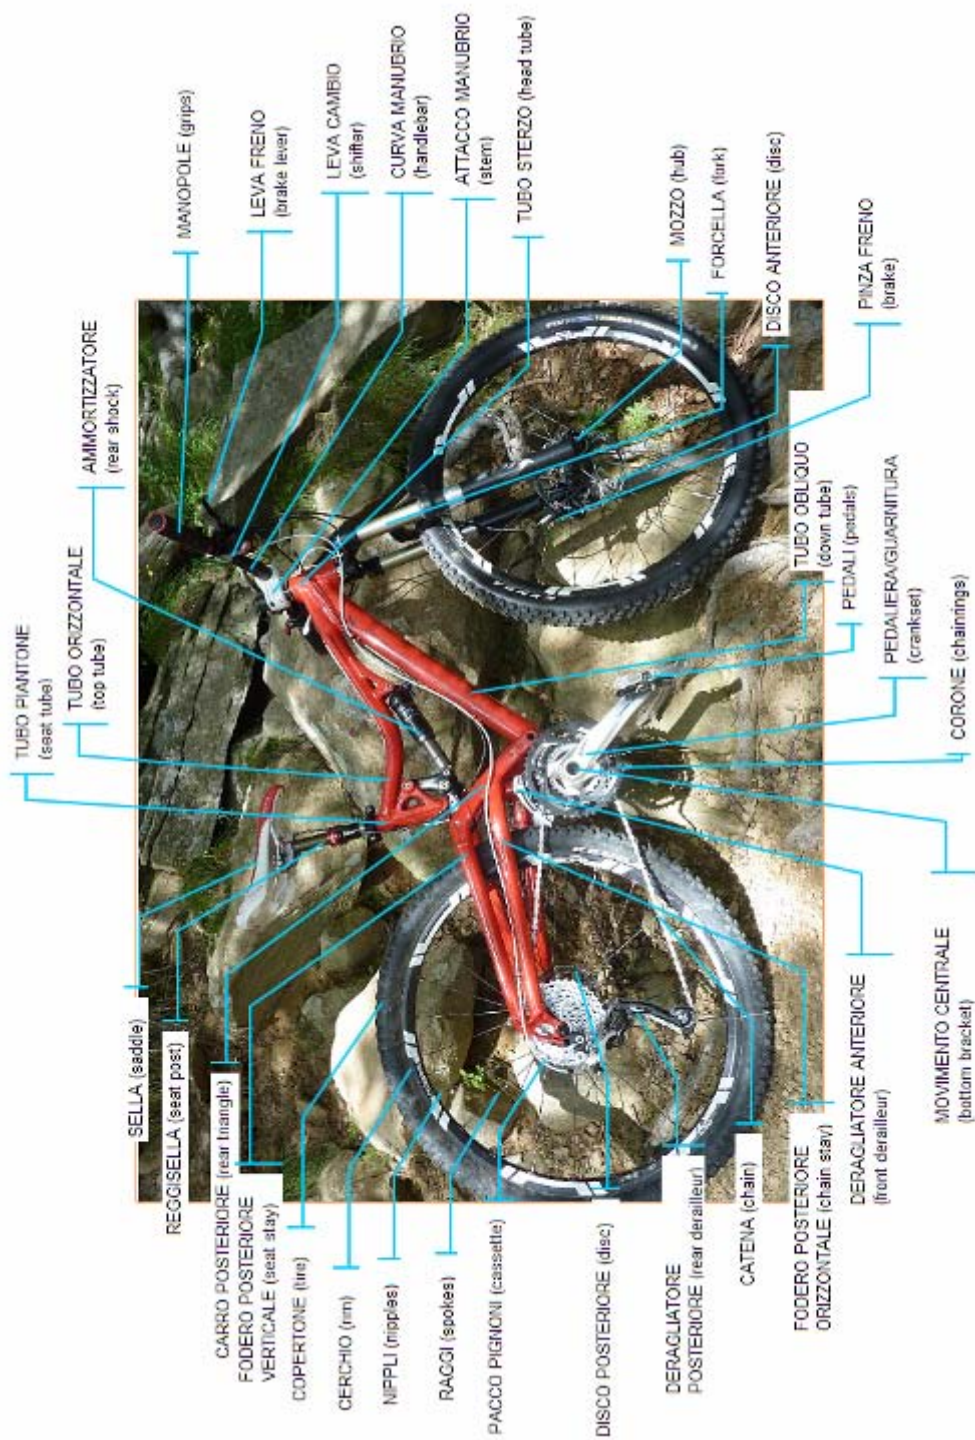 TUBO PIANTONE
(seat tube)
TUBO ORIZZONTALE
(top tube)
AMMORTIZZATORE
(rear shock)
MANOPOLE (grips)
LEVA FRENO
(brake lever)
LEVA CAMBIO
(shifter)
CURVA MANUBRIO
(handlebar)
ATTACCO MANUBRIO
(stem)
TUBO STERZO (head tube)
MOZZO (hub)
FORCELLA (fork)
DISCO ANTERIORE (disc)
PINZA FRENO
(brake)
SELLA (saddle)
REGGISELLA (seat post)
CARRO POSTERIORE (rear triangle)
FODERO POSTERIORE
VERTICALE (seat stay)
COPERTONE (tire)
CERCHIO (rim)
NIPPLI (nipples)
RAGGI (spokes)
PACCO PIGNONI (cassette)
DISCO POSTERIORE (disc)
DERAGLIATORE
POSTERIORE (rear derailleur)
CATENA (chain)
FODERO POSTERIORE
ORIZZONTALE (chain stay)
DERAGLIATORE ANTERIORE
(front derailleur)
MOVIMENTO CENTRALE
(bottom bracket)
TUBO OBLIQUO
(down tube)
PEDALI (pedals)
PEDALIERA/GUARNITURA
(crankset)
CORONE (chainrings)